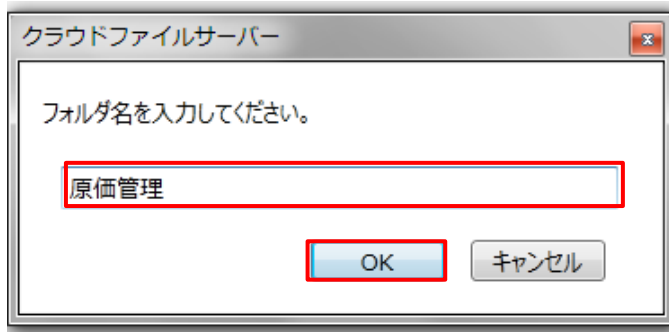 クラウドファイルサーバー
フォルダ名を入力してください。
原価管理
OK
キャンセル